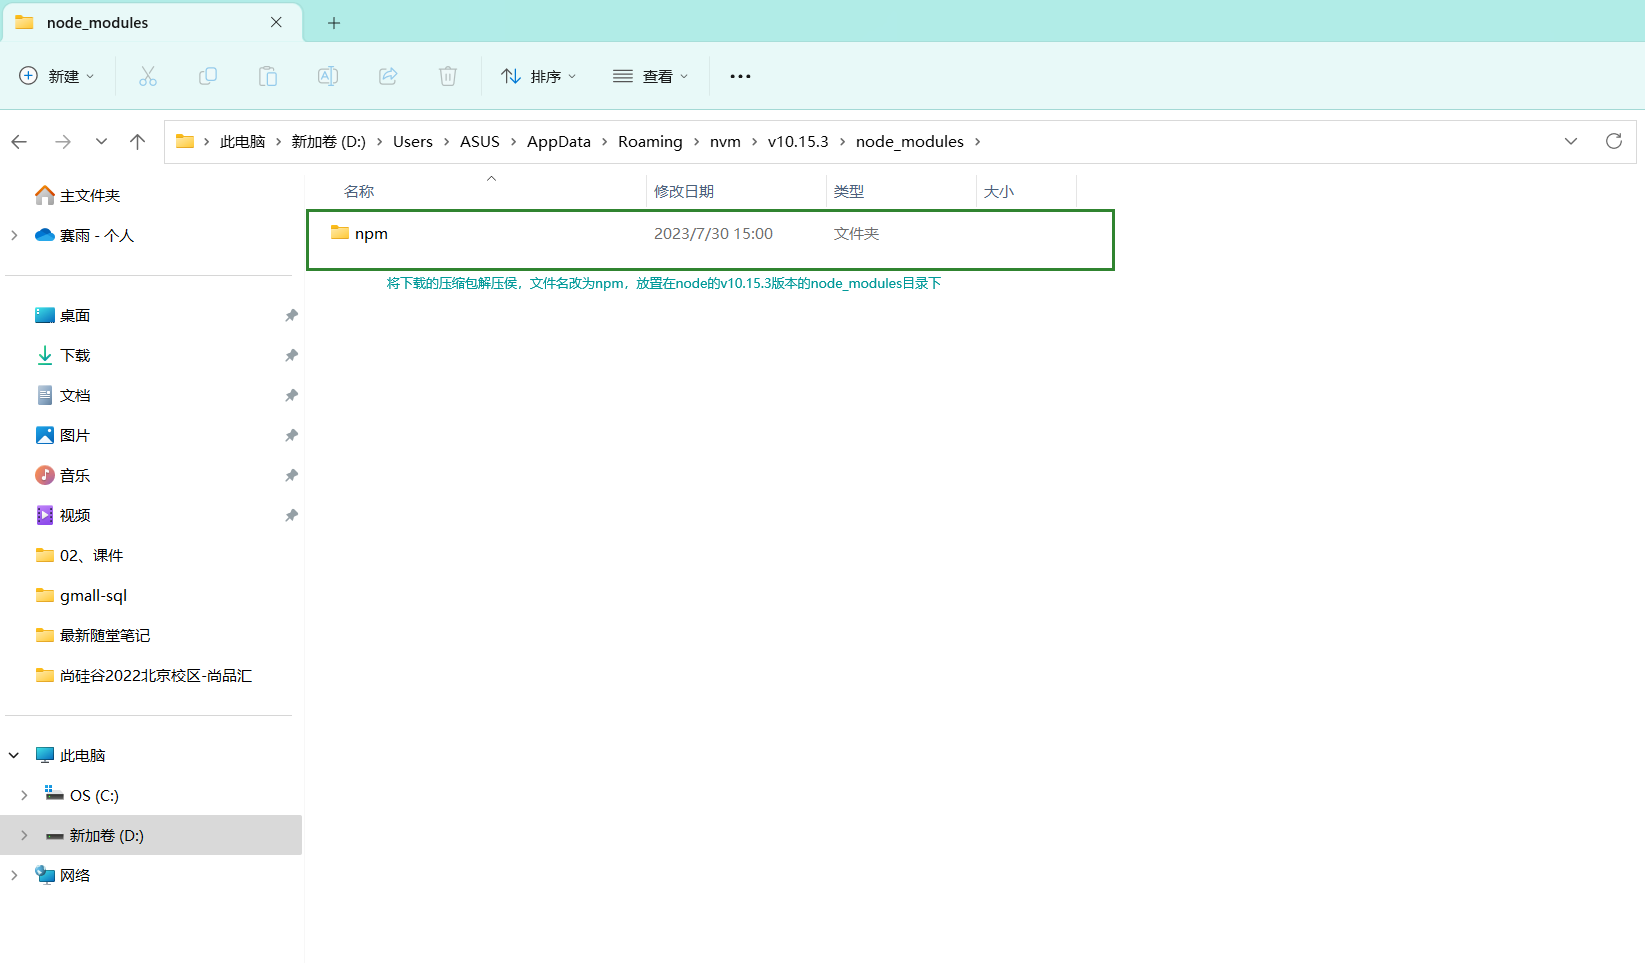 node_modules
新建
排序
查看
此电脑 新加卷 (D:) Users ASUS AppData Roaming nvm v10.15.3 node_modules
名称 修改日期 类型 大小
npm 2023/7/30 15:00 文件夹
将下载的压缩包解压侯，文件名改为npm，放置在node的v10.15.3版本的node_modules目录下
主文件夹
赛雨 - 个人
桌面
下载
文档
图片
音乐
视频
02、课件
gmall-sql
最新随堂笔记
尚硅谷2022北京校区-尚品汇
此电脑
OS (C:)
新加卷 (D:)
网络